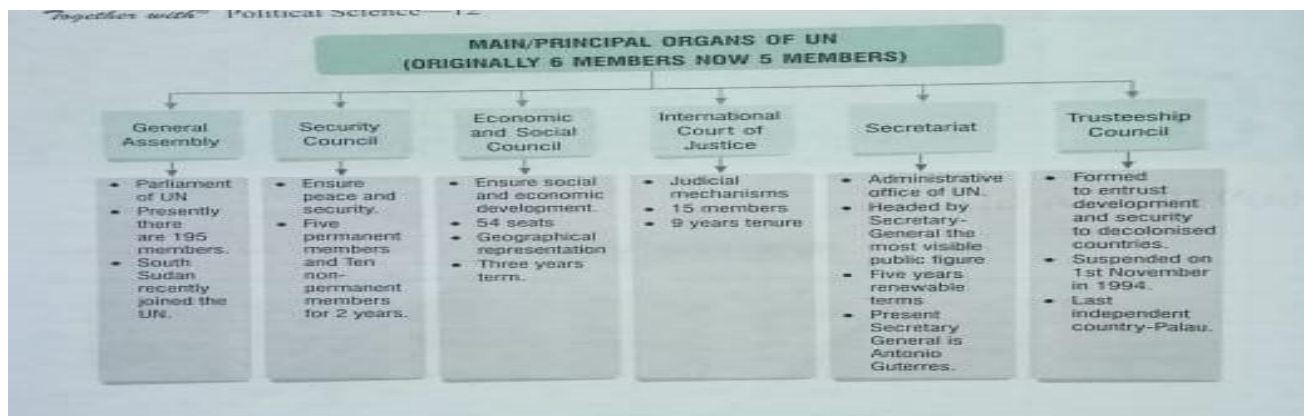 Together with Political Science—12
MAIN/PRINCIPAL ORGANS OF UN
(ORIGINALLY 6 MEMBERS NOW 5 MEMBERS)
General
Assembly
• Parliament
of UN
• Presently
there
are 195
members.
• South
Sudan
recently
joined the
UN.
Security
Council
• Ensure
peace and
security.
• Five
permanent
members
and Ten
non-
permanent
members
for 2 years.
Economic
and Social
Council
• Ensure social
and economic
development.
• 54 seats
• Geographical
representation
• Three years
term.
International
Court of
Justice
• Judicial
mechanisms
• 15 members
• 9 years tenure
Secretariat
• Administrative
office of UN.
• Headed by
Secretary-
General the
most visible
public figure
• Five years
renewable
terms
• Present
Secretary
General is
Antonio
Guterres.
Trusteeship
Council
• Formed
to entrust
development
and security
to decolonised
countries.
• Suspended on
1st November
in 1994.
• Last
independent
country-Palau.